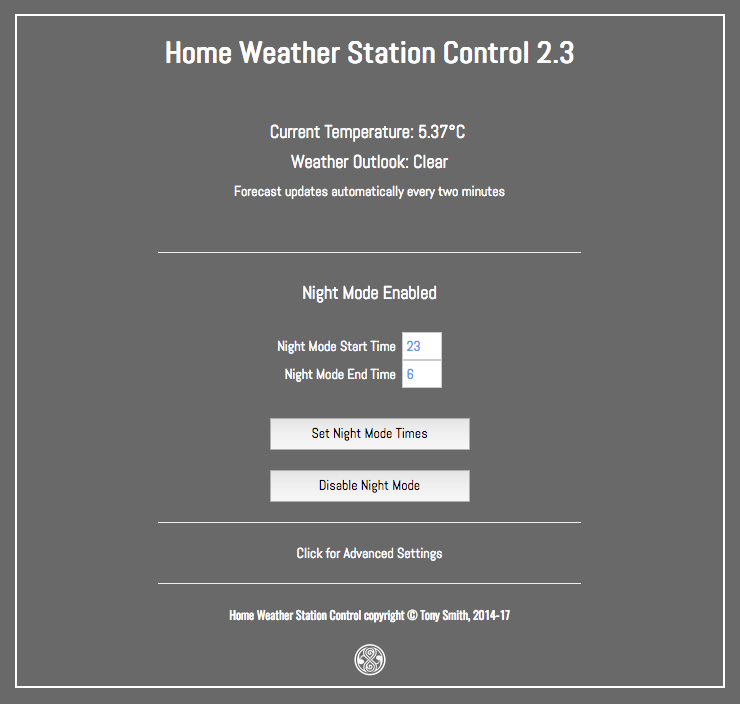 Home Weather Station Control 2.3
Current Temperature: 5.37°C
Weather Outlook: Clear
Forecast updates automatically every two minutes
Night Mode Enabled
Night Mode Start Time 23
Night Mode End Time 6
Set Night Mode Times
Disable Night Mode
Click for Advanced Settings
Home Weather Station Control copyright © Tony Smith, 2014-17